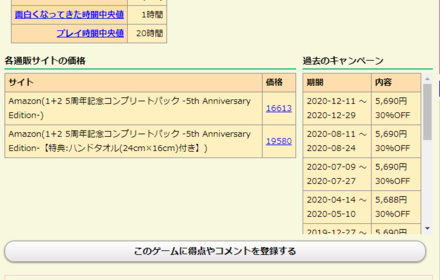 面白くなってきた時間中央値 1時間
プレイ時間中央値 20時間
各通販サイトの価格
サイト 価格
Amazon(1+2 5周年記念コンプリートパック -5th Anniversary
Edition-) 16613
Amazon(1+2 5周年記念コンプリートパック -5th Anniversary
Edition-【特典:ハンドタオル(24cm×16cm)付き】) 19580
過去のキャンペーン
期間 内容
2020-12-11 ～ 5,690円
2020-12-29 30%OFF
2020-08-11 ～ 5,690円
2020-08-24 30%OFF
2020-07-09 ～ 5,690円
2020-07-27 30%OFF
2020-04-14 ～ 5,688円
2020-05-10 30%OFF
2019-12-27 ～ 5,690円
このゲームに得点やコメントを登録する